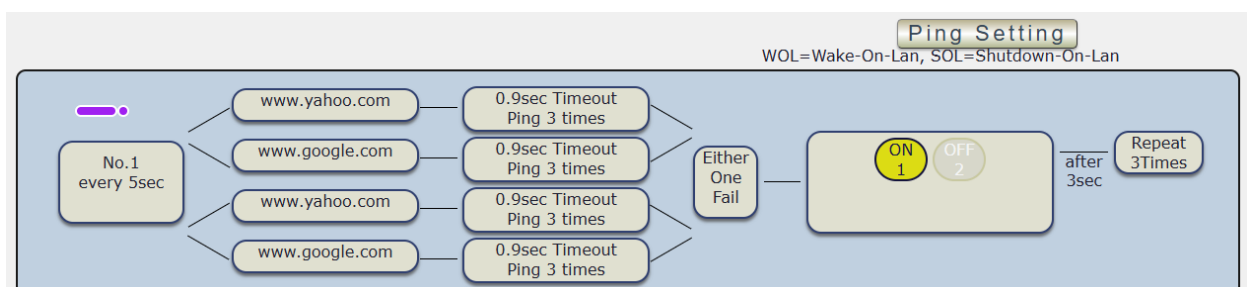 Ping Setting
WOL=Wake-On-Lan, SOL=Shutdown-On-Lan
No.1
every 5sec
www.yahoo.com
0.9sec Timeout
Ping 3 times
www.google.com
0.9sec Timeout
Ping 3 times
www.yahoo.com
0.9sec Timeout
Ping 3 times
www.google.com
0.9sec Timeout
Ping 3 times
Either
One
Fail
ON
1
OFF
2
after
3sec
Repeat
3Times